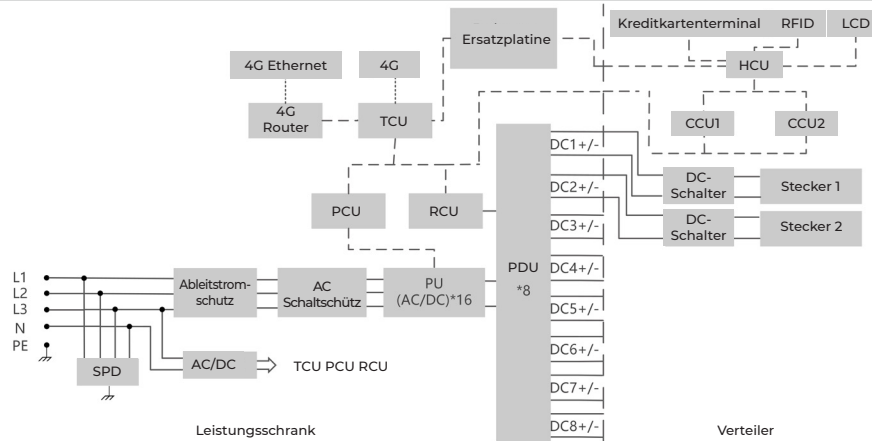 Ersatzplatine
Kreditkartenterminal
RFID
LCD
4G Ethernet
4G
HCU
4G
Router
TCU
CCU1
CCU2
DC1+/-
DC-
Schalter
Stecker 1
DC2+/-
PCU
RCU
DC3+/-
DC-
Schalter
Stecker 2
PDU
*8
DC4+/-
L1
L2
L3
N
PE
Ableitstrom-
schutz
AC
Schaltschütz
PU
(AC/DC)*16
DC5+/-
DC6+/-
SPD
AC/DC
TCU PCU RCU
DC7+/-
DC8+/-
Leistungsschrank
Verteiler